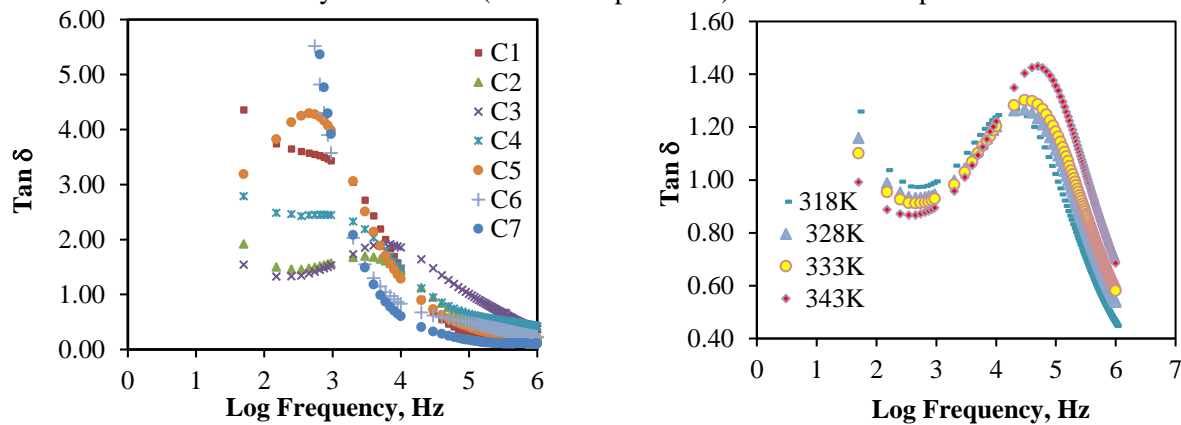 6.00
5.00
4.00
3.00
2.00
1.00
0.00
Tan δ
0 1 2 3 4 5 6
Log Frequency, Hz
C1
C2
C3
C4
C5
C6
C7
1.60
1.40
1.20
1.00
0.80
0.60
0.40
Tan δ
0 1 2 3 4 5 6 7
Log Frequency, Hz
318K
328K
333K
343K